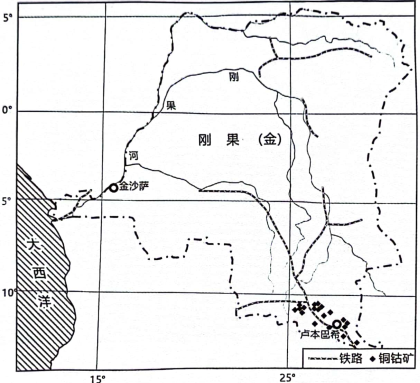 5°
刚
果
0°
刚 果 （金）
河
金沙萨
5°
大
西
洋
10°
卢本巴希
铁路 铜钴矿
15° 25°